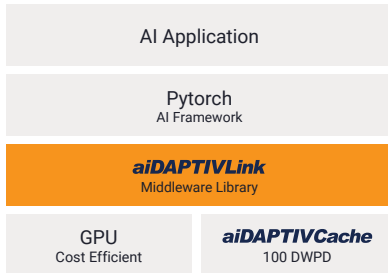 AI Application
Pytorch
AI Framework
aiDAPTIVLink
Middleware Library
GPU
Cost Efficient
aiDAPTIVCache
100 DWPD